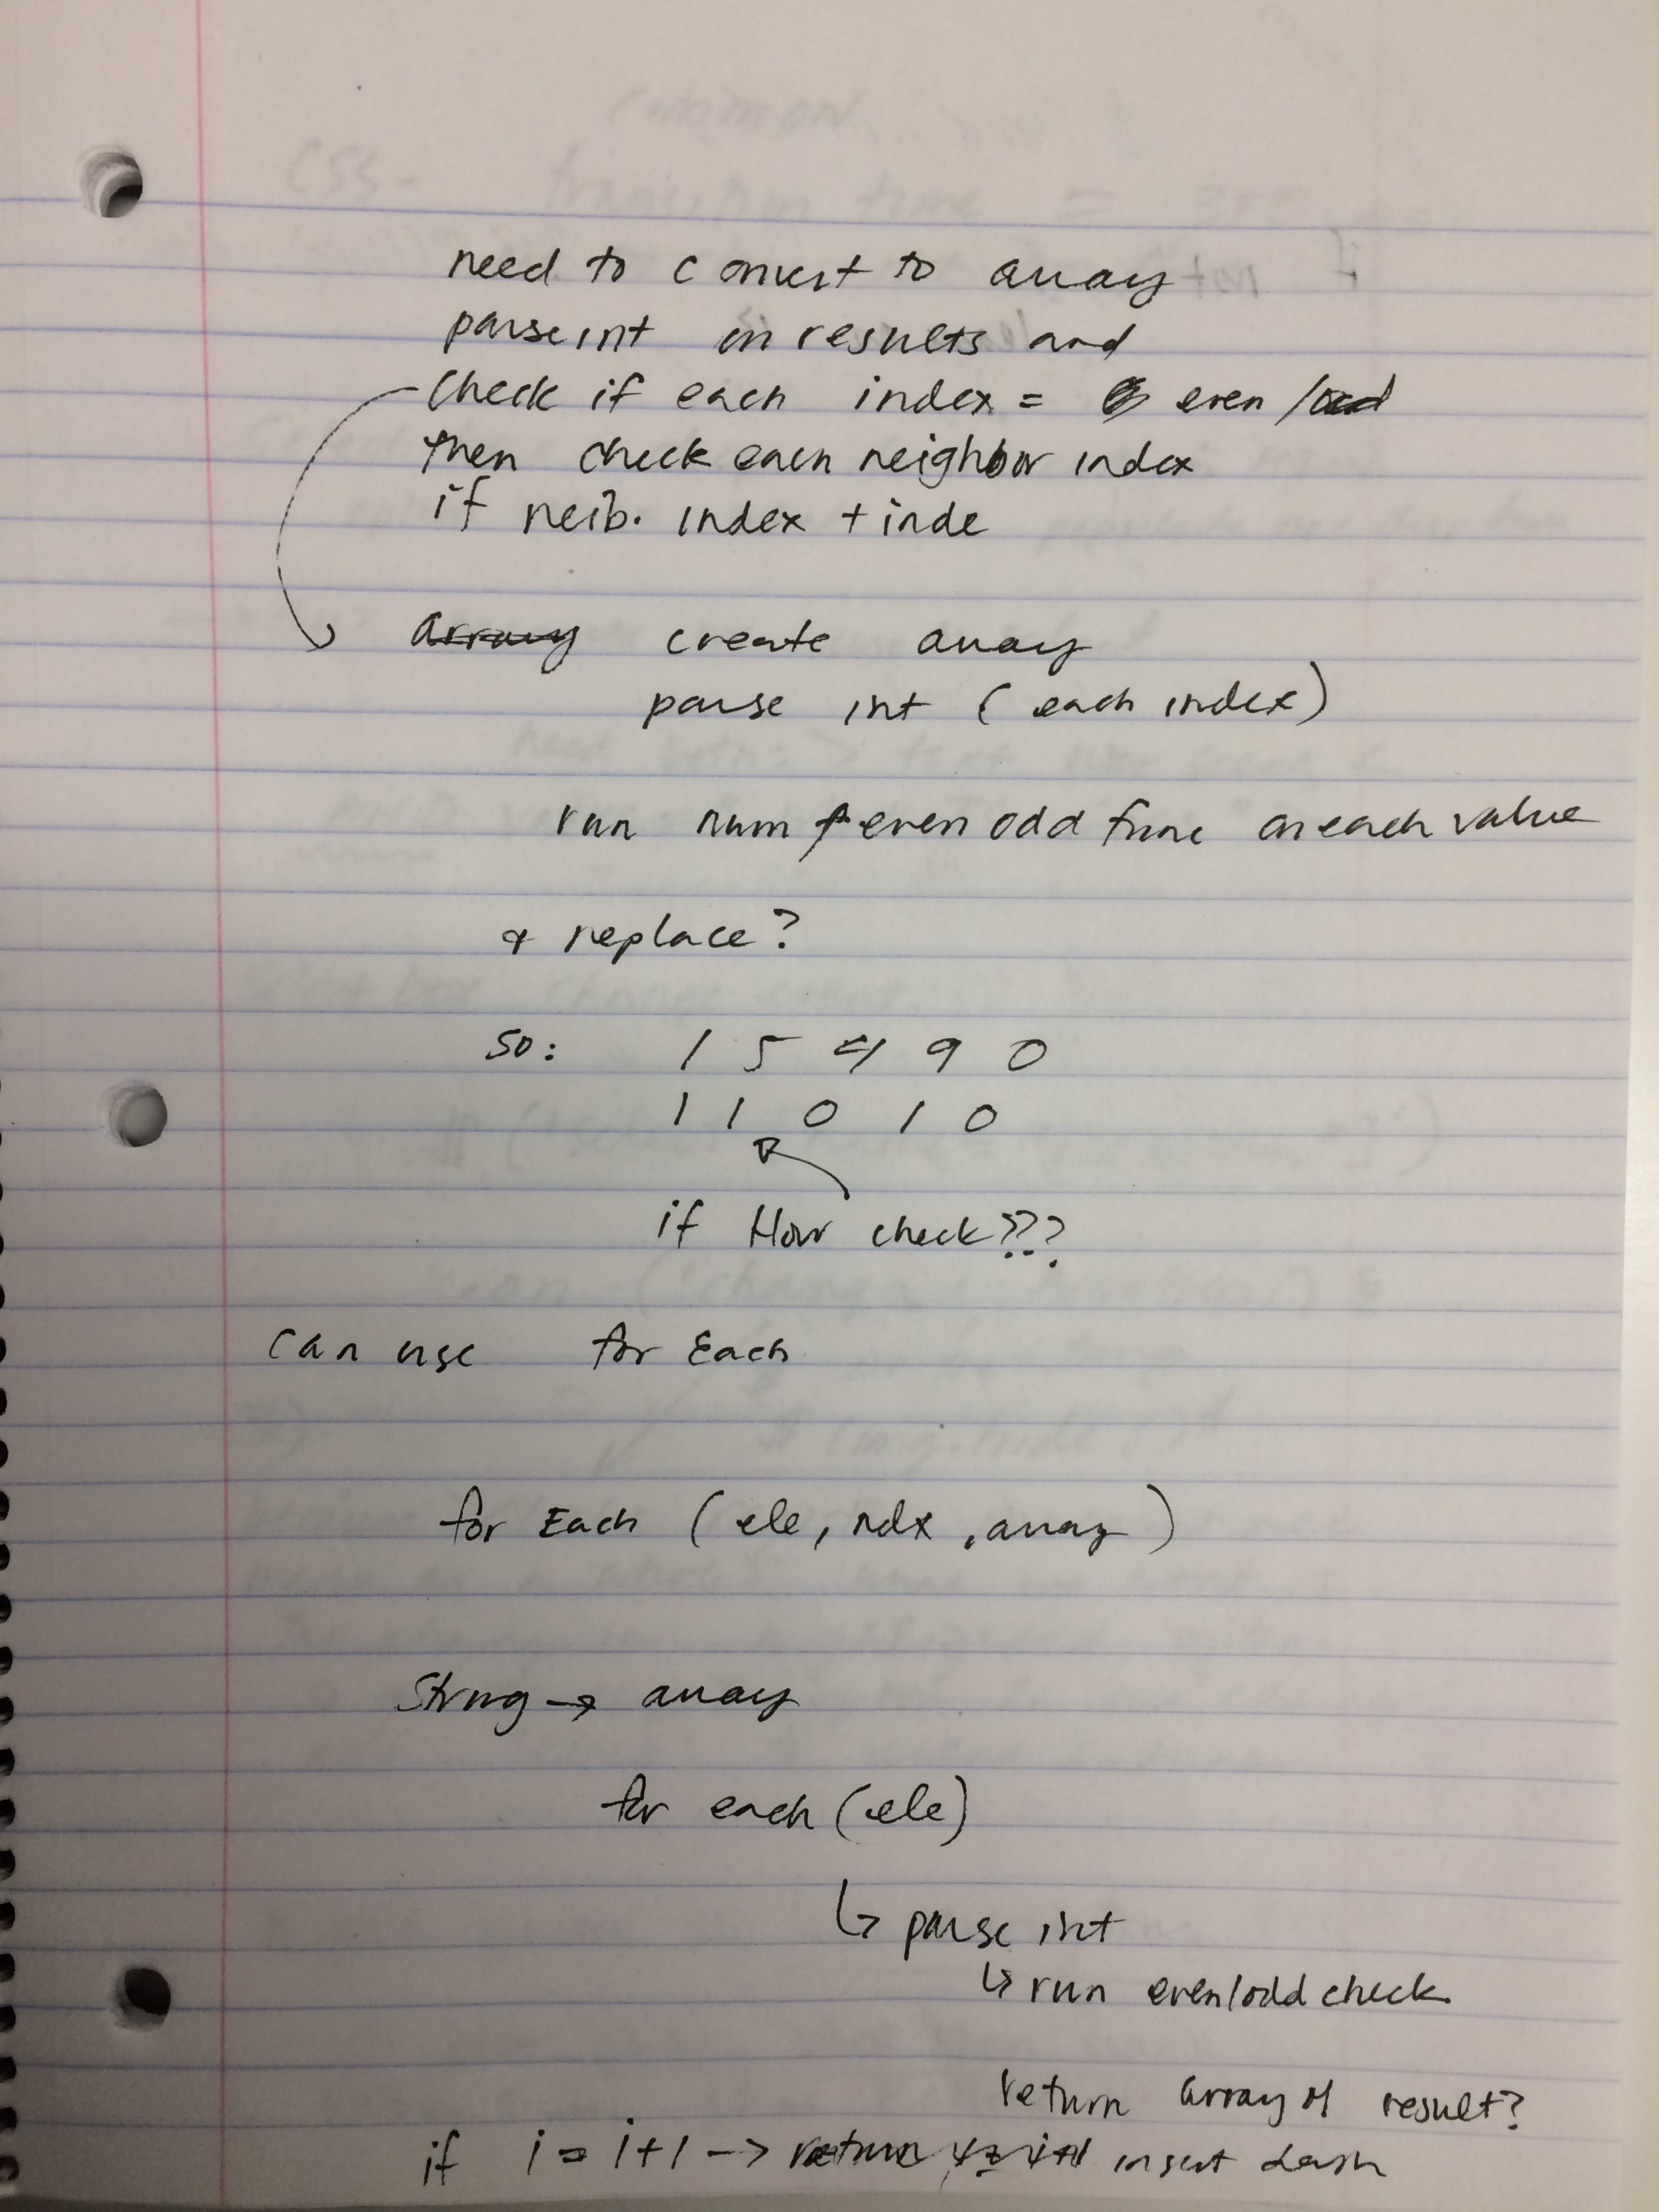 need to convert to array
parse int on results and
check if each index = even /odd
then check each neighbor index
if neib. index + inde
array create array
parse int ( each index )
run num even odd func on each value
& replace?
so: 1 5 4 9 0
1 1 0 1 0
if How check???
can use for Each
for Each ( ele, ndx, array )
String → array
for each (ele)
↳ parse int
↳ run even/odd check
return array of result?
if i = i+1 -> return insert dash